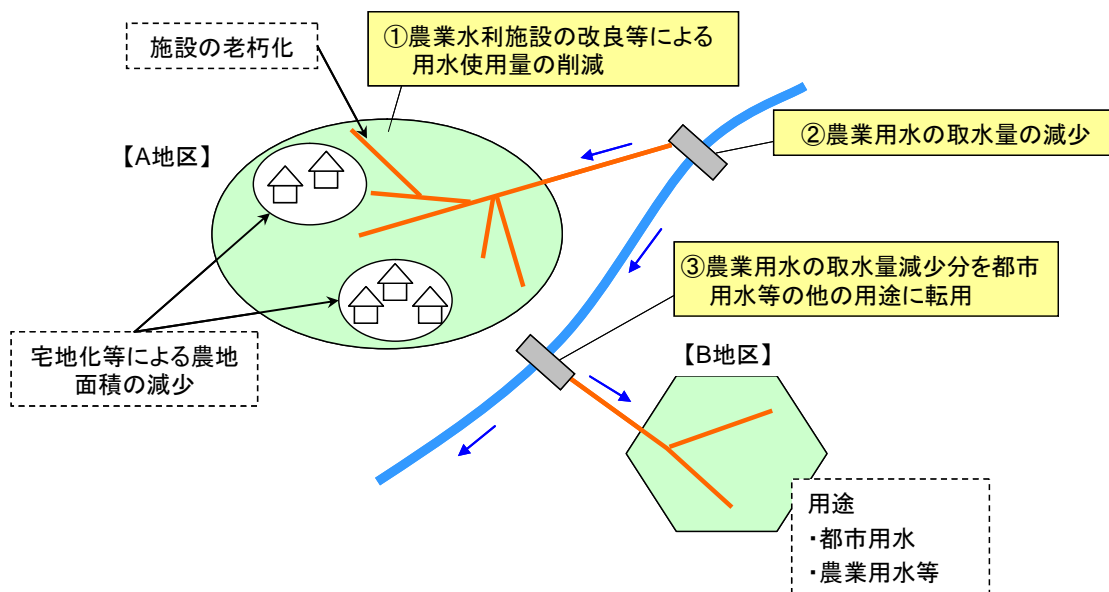 施設の老朽化
①農業水利施設の改良等による
用水使用量の削減
【A地区】
②農業用水の取水量の減少
③農業用水の取水量減少分を都市
用水等の他の用途に転用
宅地化等による農地
面積の減少
【B地区】
用途
・都市用水
・農業用水等